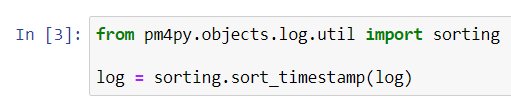 In [3]: from pm4py.objects.log.util import sorting
log = sorting.sort_timestamp(log)